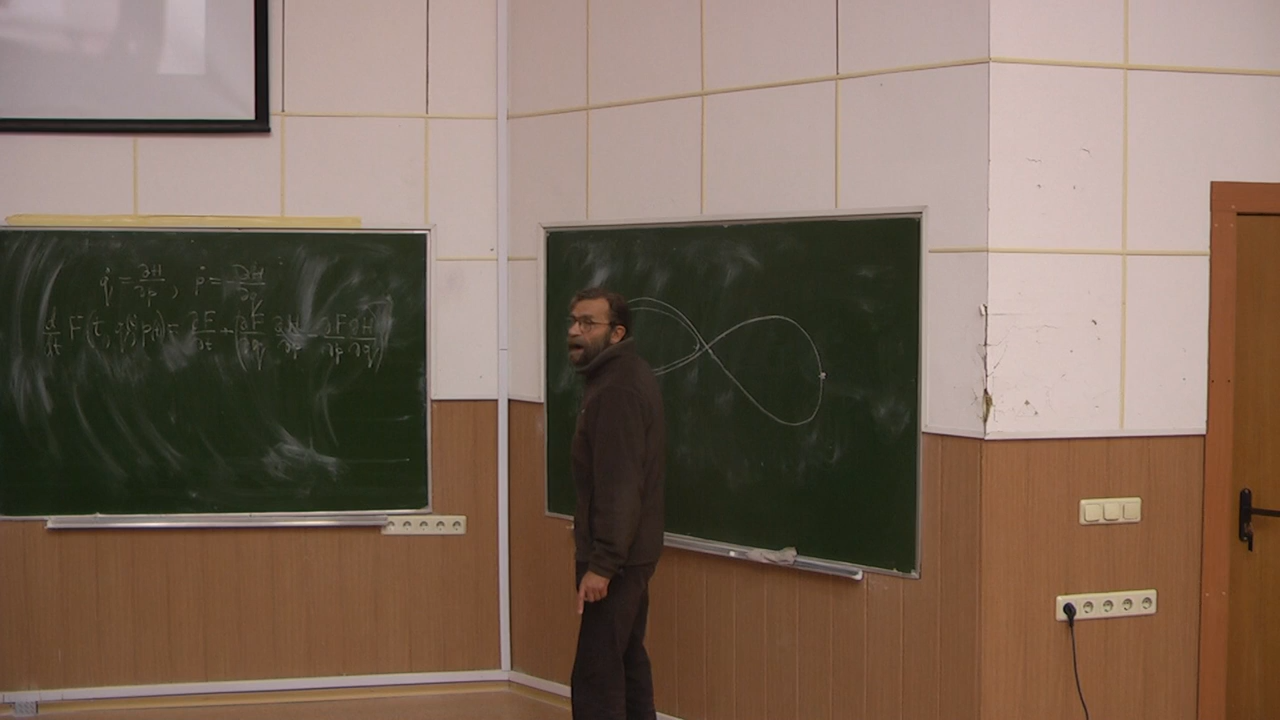 q̇ = ∂H/∂p, ṗ = -∂H/∂q
d/dt F(t, q(t), p(t)) = ∂F/∂t + (∂F/∂q ∂H/∂p - ∂F/∂p ∂H/∂q)